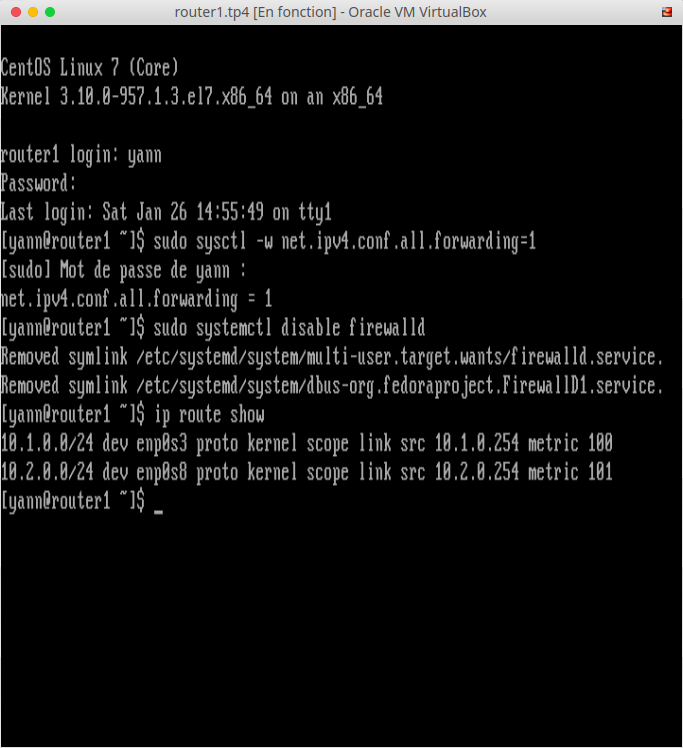 router1.tp4 [En fonction] - Oracle VM VirtualBox
CentOS Linux 7 (Core)
Kernel 3.10.0-957.1.3.el7.x86_64 on an x86_64
router1 login: yann
Password:
Last login: Sat Jan 26 14:55:49 on tty1
[yann@router1 ~]$ sudo sysctl -w net.ipv4.conf.all.forwarding=1
[sudo] Mot de passe de yann :
net.ipv4.conf.all.forwarding = 1
[yann@router1 ~]$ sudo systemctl disable firewalld
Removed symlink /etc/systemd/system/multi-user.target.wants/firewalld.service.
Removed symlink /etc/systemd/system/dbus-org.fedoraproject.FirewallD1.service.
[yann@router1 ~]$ ip route show
10.1.0.0/24 dev enp0s3 proto kernel scope link src 10.1.0.254 metric 100
10.2.0.0/24 dev enp0s8 proto kernel scope link src 10.2.0.254 metric 101
[yann@router1 ~]$ _